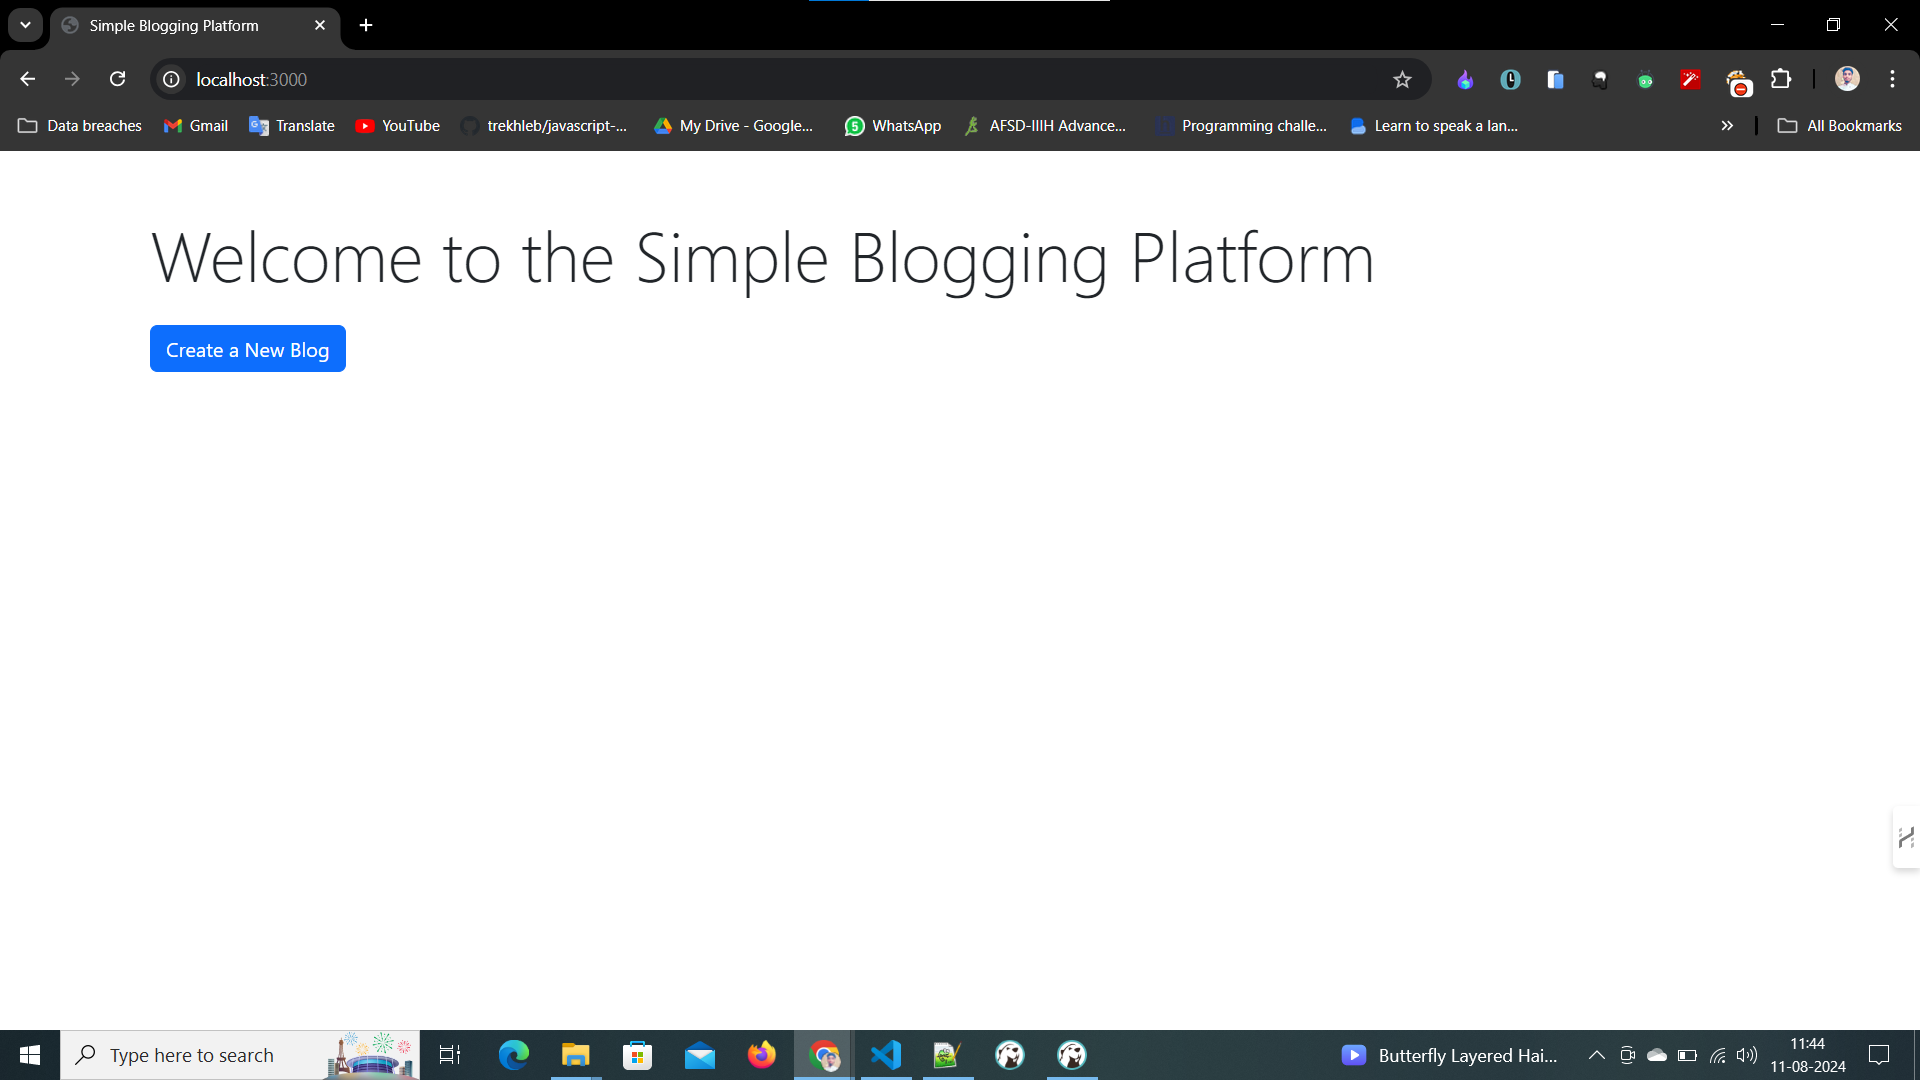 Simple Blogging Platform
localhost:3000
Data breaches
Gmail
Translate
YouTube
trekhleb/javascript-...
My Drive - Google...
5
WhatsApp
AFSD-IIIH Advance...
Programming challe...
Learn to speak a lan...
All Bookmarks
Welcome to the Simple Blogging Platform
Create a New Blog
Type here to search
Butterfly Layered Hai...
11:44
11-08-2024